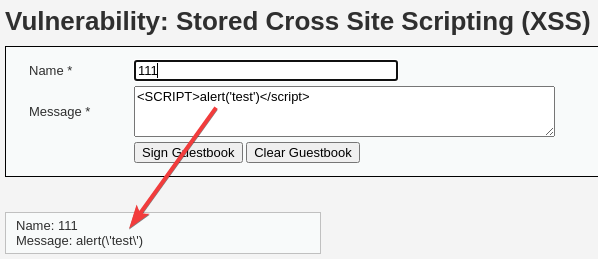 Vulnerability: Stored Cross Site Scripting (XSS)
Name *
111
Message *
<SCRIPT>alert('test')</script>
Sign Guestbook
Clear Guestbook
Name: 111
Message: alert(\'test\')